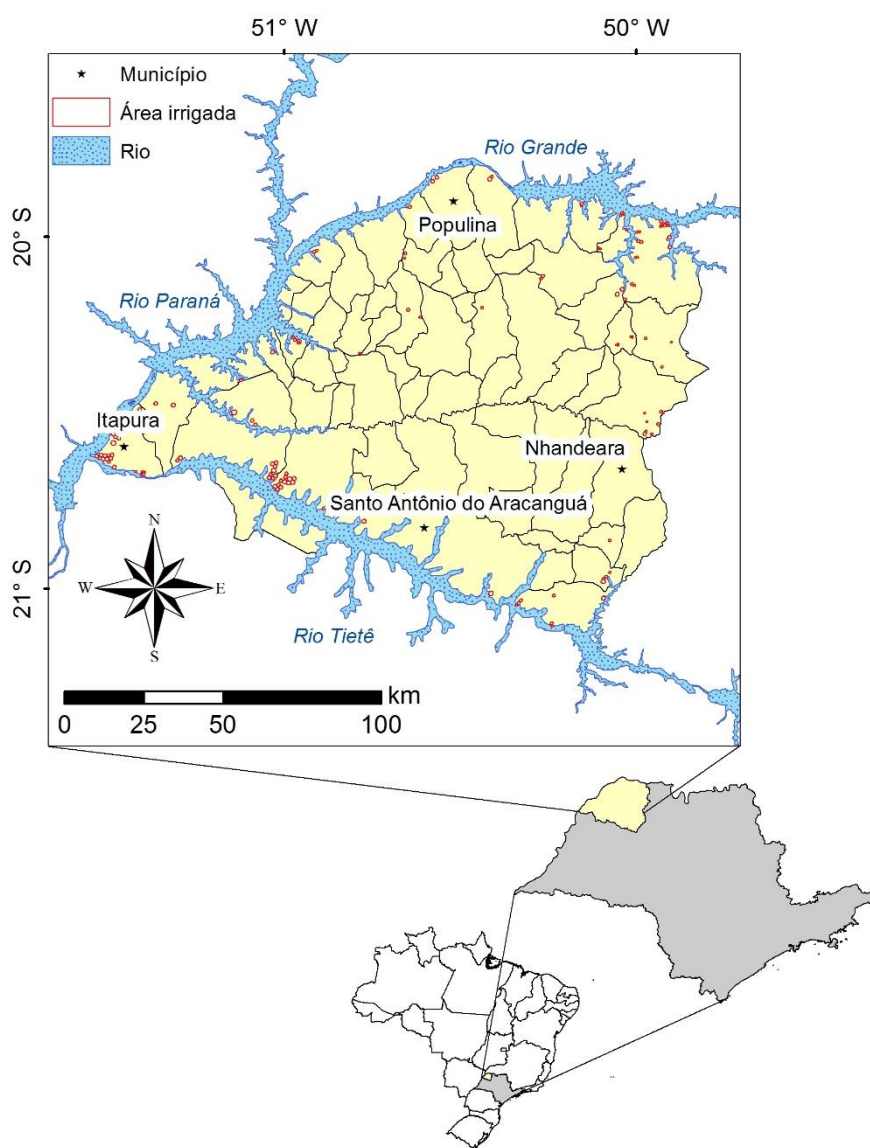 51° W
50° W
Município
Área irrigada
Rio
Rio Grande
Populina
20° S
Rio Paraná
Itapura
Nhandeara
Santo Antônio do Aracanguá
N
W
E
S
21° S
Rio Tietê
km
0
25
50
100